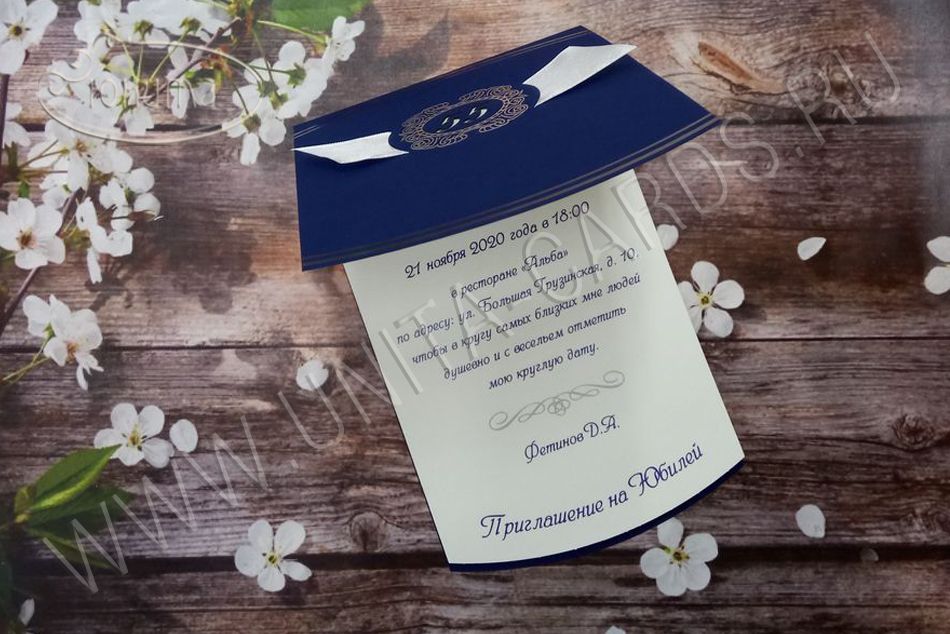 21 ноября 2020 года в 18:00
в ресторане «Альба»
по адресу: ул. Большая Грузинская, д. 10,
чтобы в кругу самых близких мне людей
душевно и с весельем отметить
мою круглую дату.
Фетинов Д.А.
Приглашение на Юбилей
WWW.UNITA-CARDS.RU